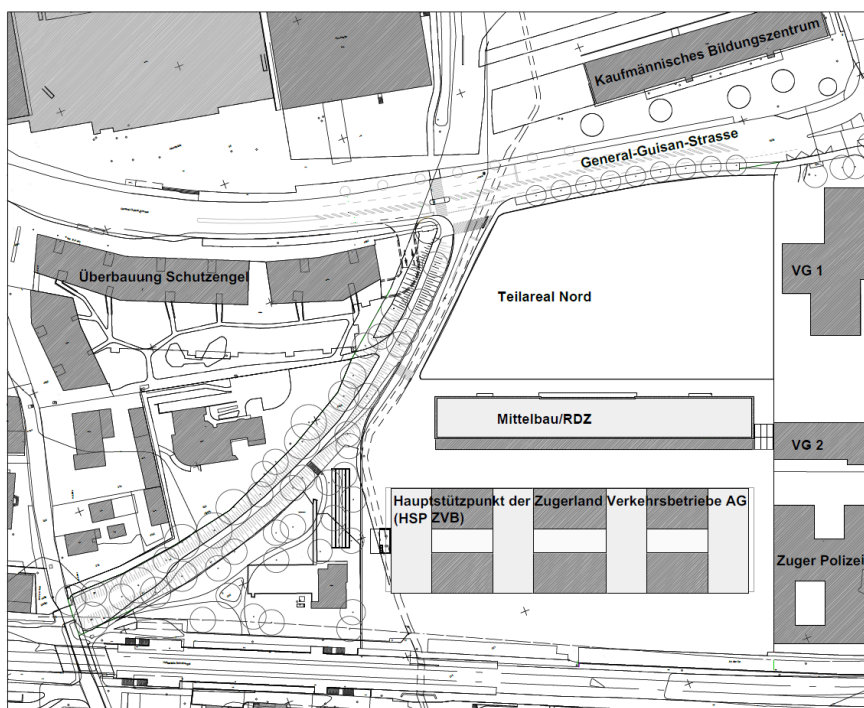 Kaufmännisches Bildungszentrum
General-Guisan-Strasse
Überbauung Schutzengel
VG 1
Teilareal Nord
Mittelbau/RDZ
VG 2
Hauptstützpunkt der Zugerland Verkehrsbetriebe AG
(HSP ZVB)
Zuger Polizei